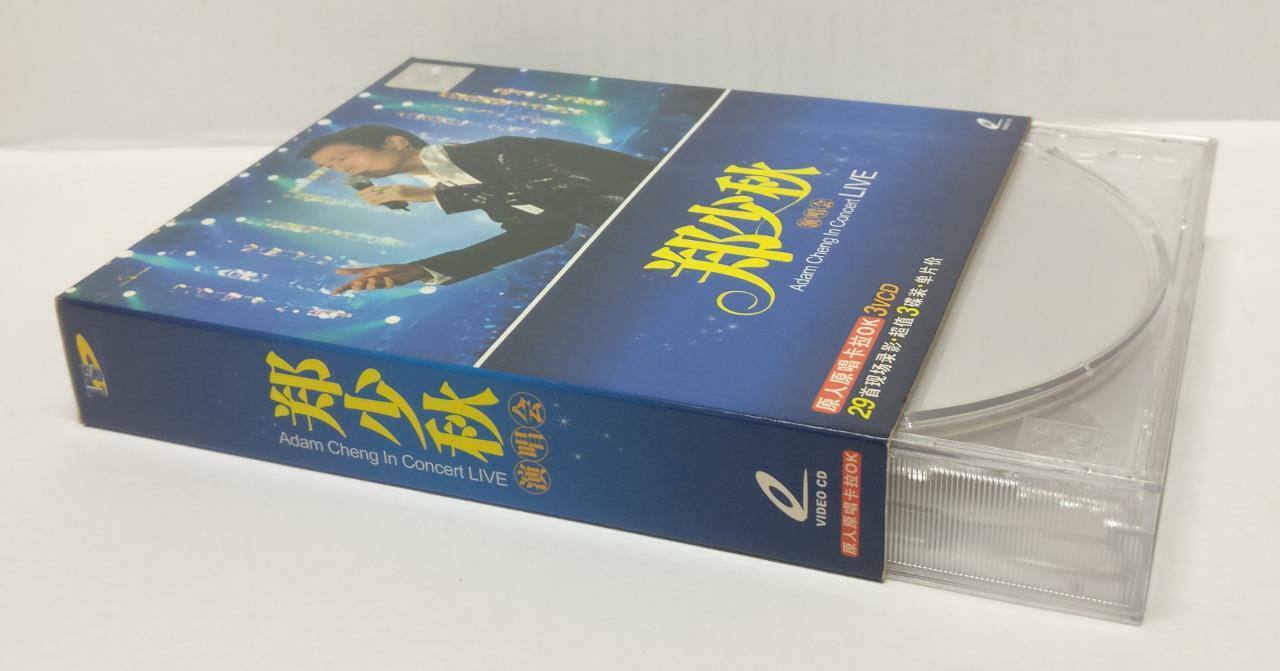 郑少秋
演唱会
Adam Cheng In Concert LIVE
原人原唱卡拉OK 3VCD
29首现场录影·超值3碟装·单片价
郑少秋
演唱会
Adam Cheng In Concert LIVE
VIDEO CD
原人原唱卡拉OK